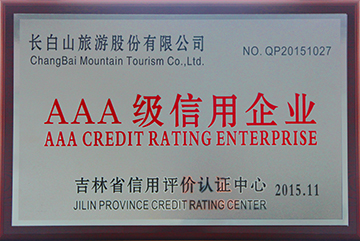 长白山旅游股份有限公司
ChangBai Mountain Tourism Co.,Ltd.
NO. QP20151027
AAA级信用企业
AAA CREDIT RATING ENTERPRISE
吉林省信用评价认证中心 2015.11
JILIN PROVINCE CREDIT RATING CENTER